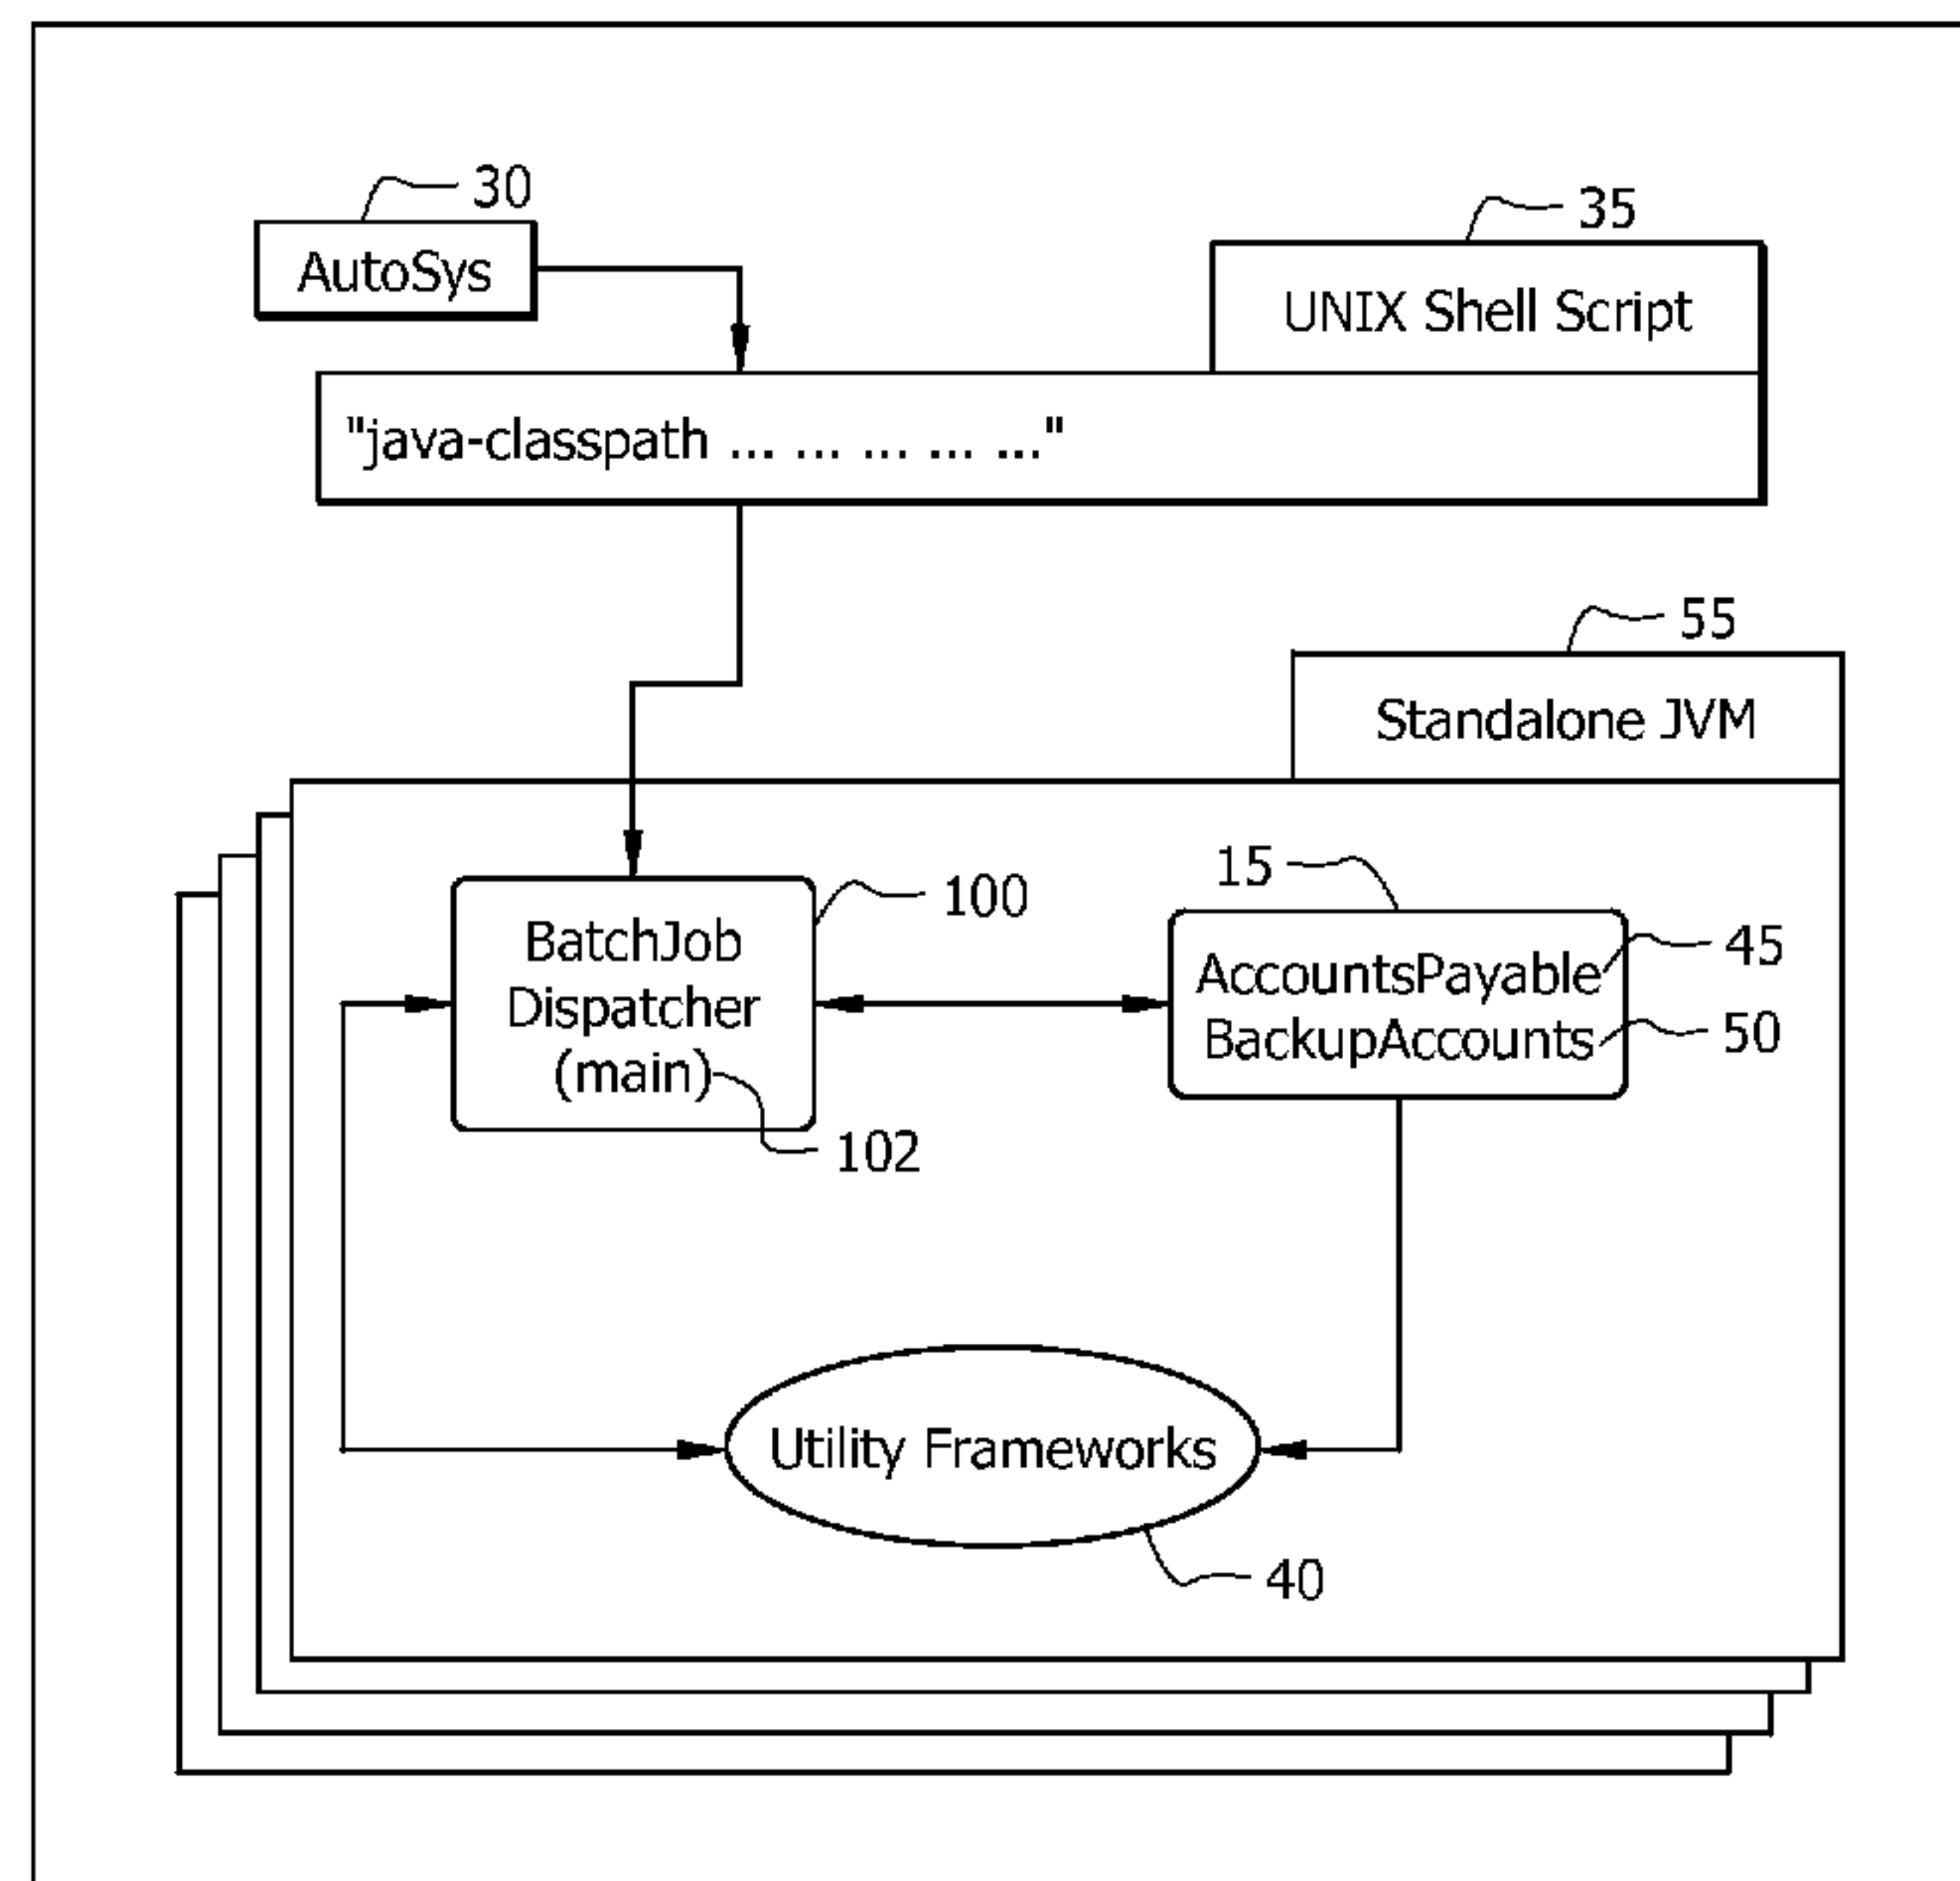 30
AutoSys
35
UNIX Shell Script
"java-classpath ... ... ... ... ..."
55
Standalone JVM
15
100
BatchJob
Dispatcher
(main)
102
AccountsPayable
45
BackupAccounts
50
Utility Frameworks
40